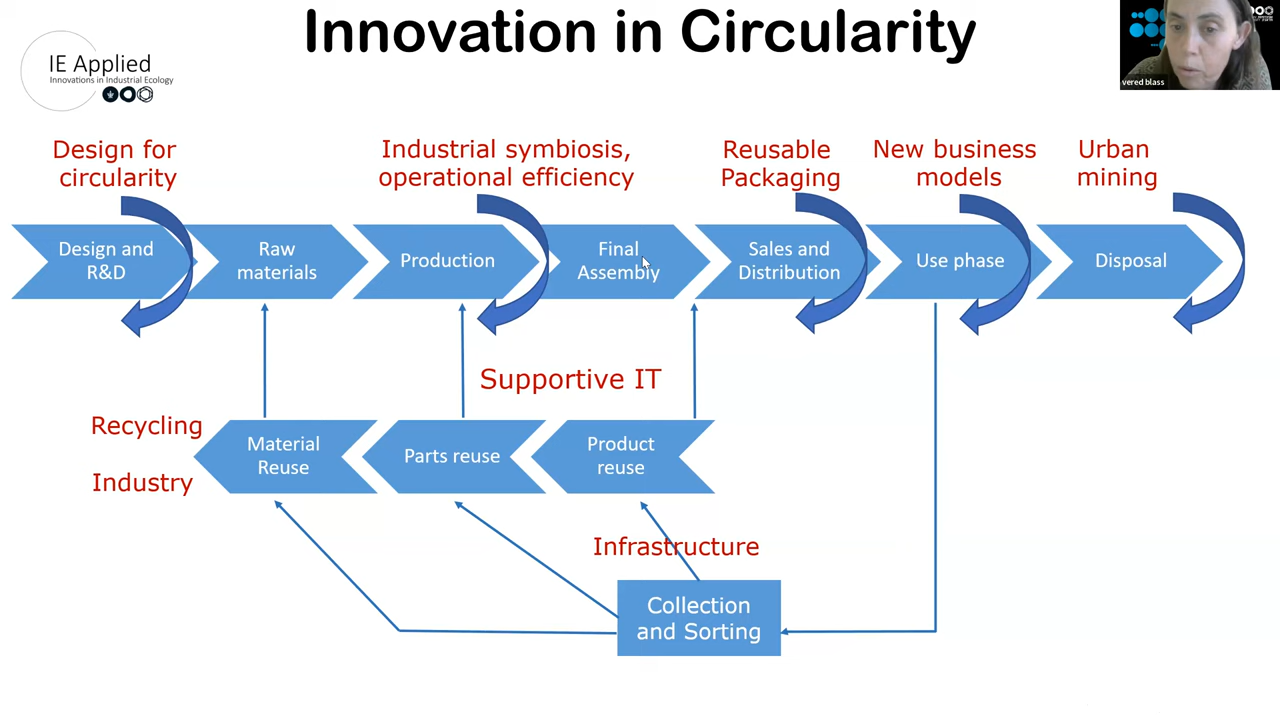 Innovation in Circularity
IE Applied
Innovations in Industrial Ecology
vered blass
Design for
circularity
Industrial symbiosis,
operational efficiency
Reusable
Packaging
New business
models
Urban
mining
Design and
R&D
Raw
materials
Production
Final
Assembly
Sales and
Distribution
Use phase
Disposal
Supportive IT
Recycling
Industry
Material
Reuse
Parts reuse
Product
reuse
Infrastructure
Collection
and Sorting